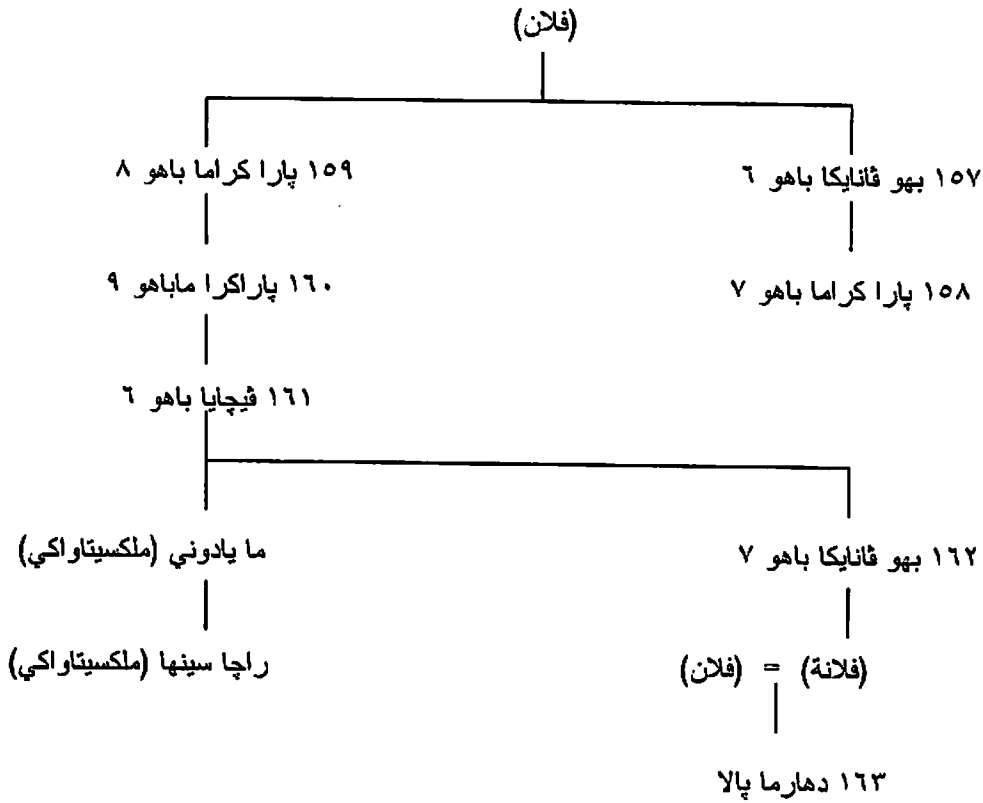 (فلان)
١٥٧ بهو ڤانايكا باهو ٦
١٥٩ پارا كراما باهو ٨
١٥٨ پارا كراما باهو ٧
١٦٠ پاراكرا ماباهو ٩
١٦١ ڤيچايا باهو ٦
١٦٢ بهو ڤانايكا باهو ٧
ما يادوني (ملكسيتاواكي)
(فلانة) = (فلان)
راچا سينها (ملكسيتاواكي)
١٦٣ دهارما پالا